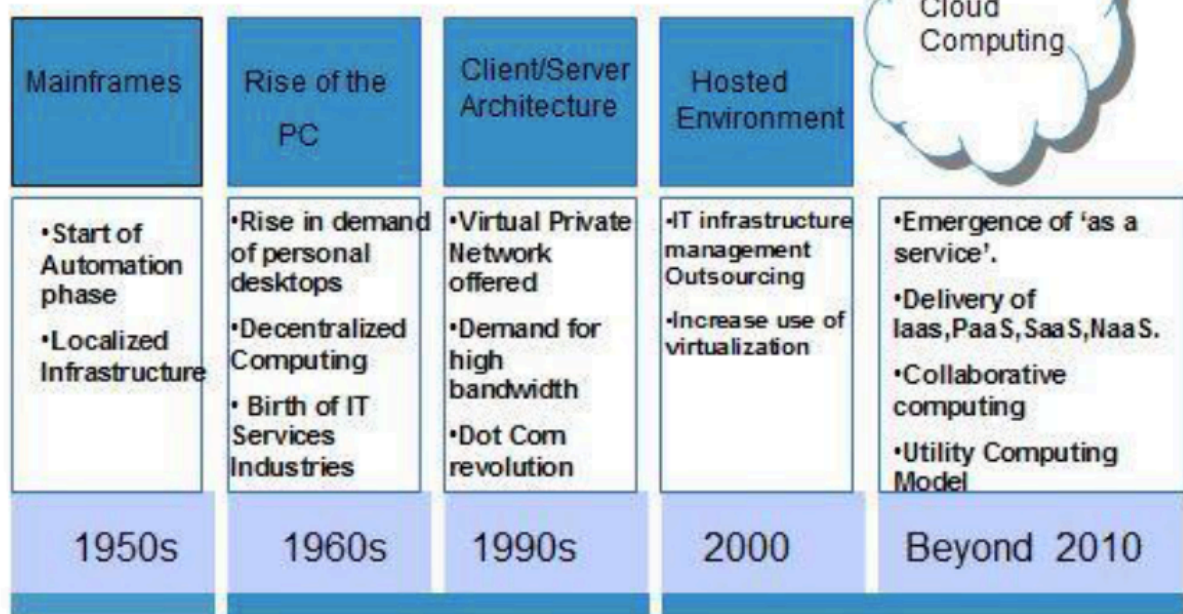 Cloud
Computing
Mainframes
Rise of the
PC
Client/Server
Architecture
Hosted
Environment
•Start of
Automation
phase
•Localized
Infrastructure
•Rise in demand
of personal
desktops
•Decentralized
Computing
• Birth of IT
Services
Industries
•Virtual Private
Network
offered
•Demand for
high
bandwidth
•Dot Com
revolution
•IT infrastructure
management
Outsourcing
•Increase use of
virtualization
•Emergence of ‘as a
service’.
•Delivery of
Iaas,PaaS,SaaS,NaaS.
•Collaborative
computing
•Utility Computing
Model
1950s
1960s
1990s
2000
Beyond 2010